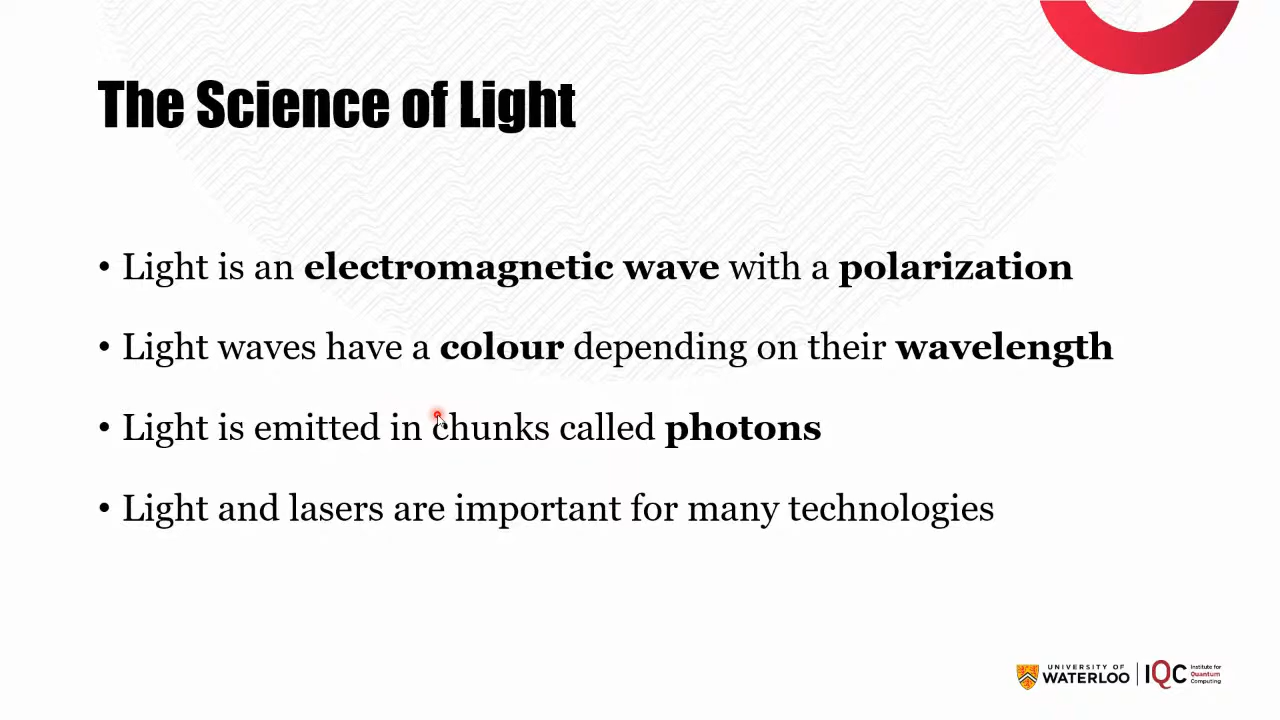 The Science of Light
• Light is an electromagnetic wave with a polarization
• Light waves have a colour depending on their wavelength
• Light is emitted in chunks called photons
• Light and lasers are important for many technologies
UNIVERSITY OF
WATERLOO
IQC
Institute for
Quantum
Computing